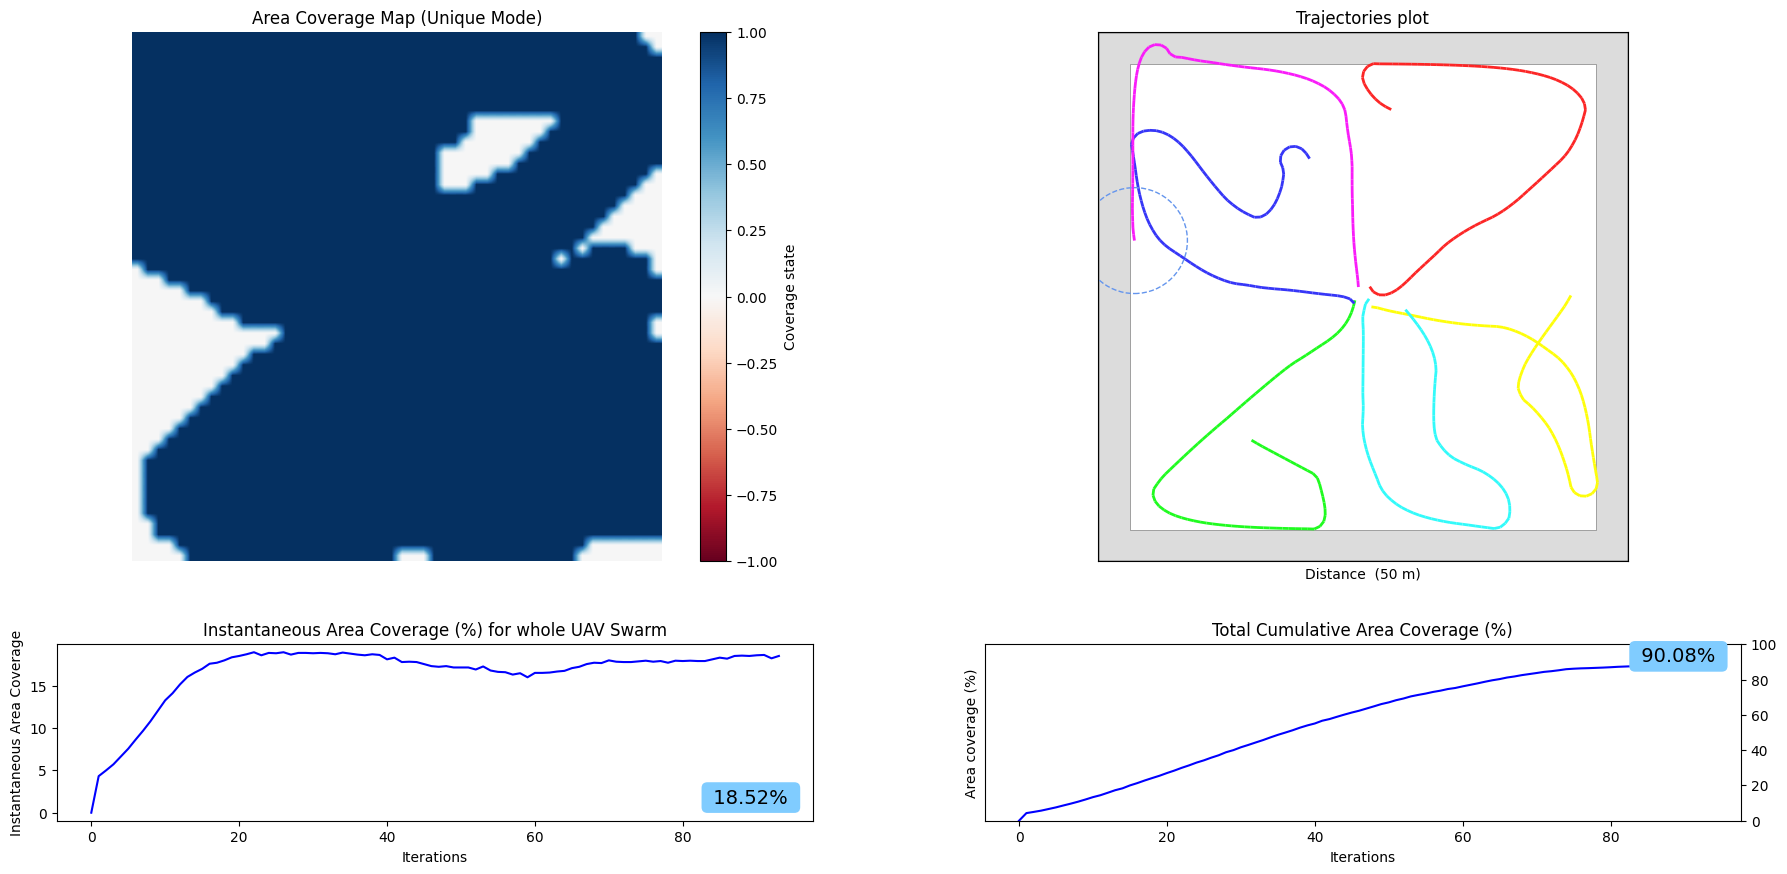 Area Coverage Map (Unique Mode)
1.00
0.75
0.50
0.25
0.00
−0.25
−0.50
−0.75
−1.00
Coverage state
Trajectories plot
Distance  (50 m)
Instantaneous Area Coverage (%) for whole UAV Swarm
Instantaneous Area Coverage
15
10
5
0
18.52%
0 20 40 60 80
Iterations
Total Cumulative Area Coverage (%)
Area coverage (%)
90.08%
100
80
60
40
20
0
0 20 40 60 80
Iterations